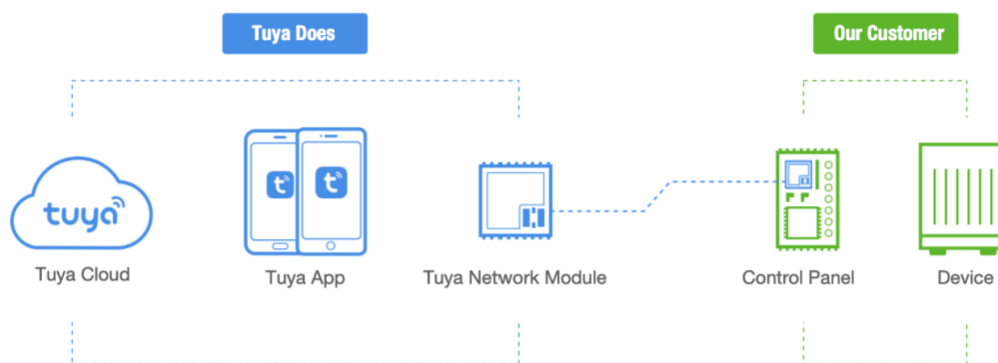 Tuya Does
Our Customer
tuya
t
t
Tuya Cloud
Tuya App
Tuya Network Module
Control Panel
Device